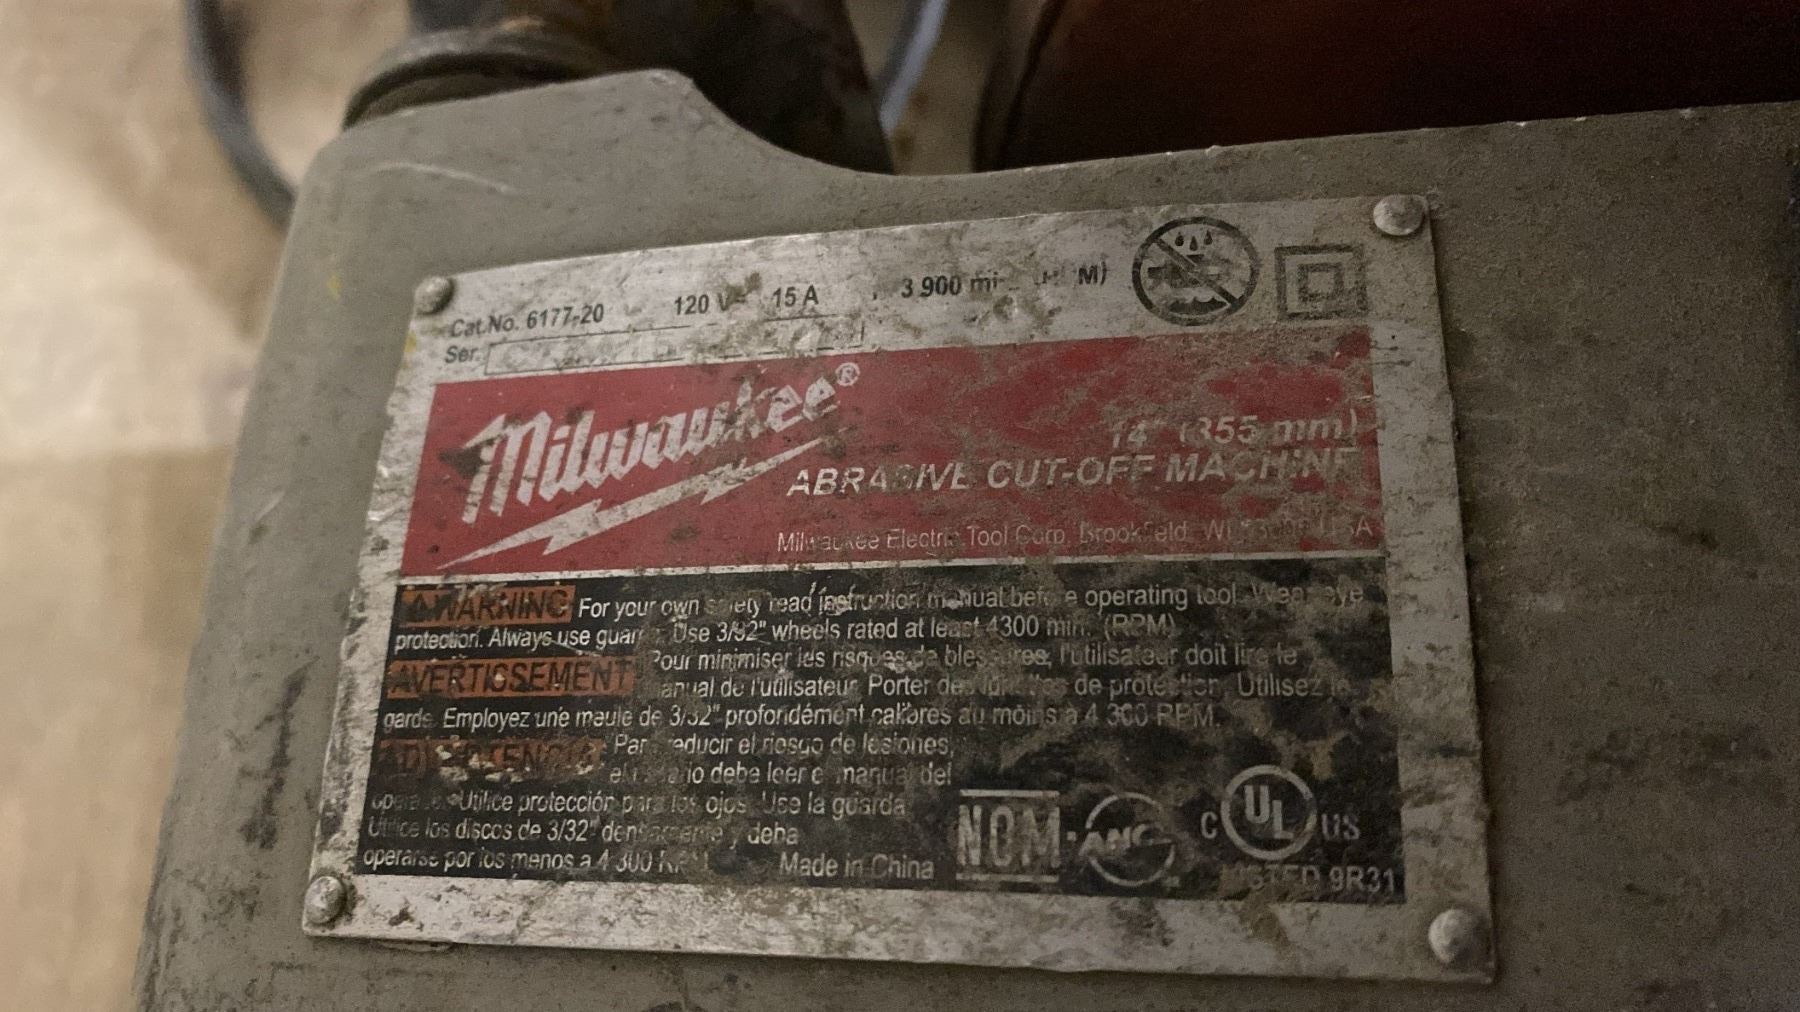 Cat.No. 6177-20 120 V 15 A 3 900
Ser.
Milwaukee®
14" (355 mm)
ABRASIVE CUT-OFF MACHINE
Milwaukee Electric Tool Corp. Brookfield, WI USA
WARNING For your own safety read instruction manual before operating tool. Wear eye
protection. Always use Use 3/32" wheels rated at least 4300 min. (RPM)
AVERTISSEMENT Pour minimiser les risques de blessures, l'utilisateur doit lire le
manual de l'utilisateur. Porter des de protection. Utilisez le
garde. Employez une meule de 3/32" profondément calibres au moins à 4 300 RPM.
Para reducir el riesgo de lesiones,
debe leer el manual del
Utilice protección para los ojos. Use la guarda
Utilice los discos de 3/32" y deba
operarse por los menos a 4 300 Made in China
NOM ANCE
C UL US
LISTED 9R31